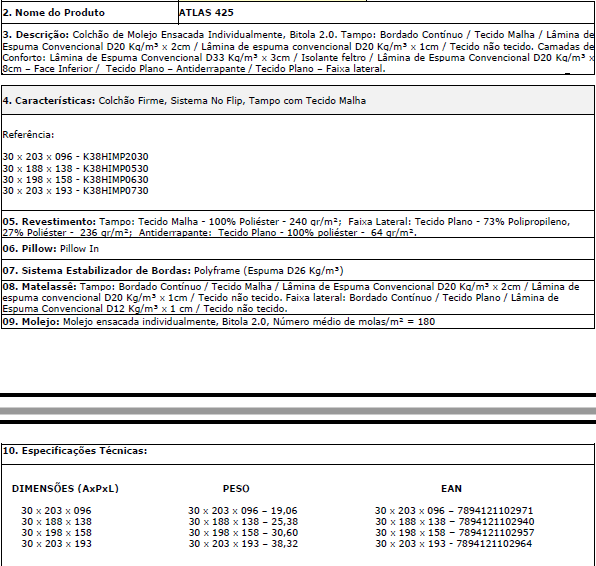 2. Nome do Produto ATLAS 425
3. Descrição: Colchão de Molejo Ensacada Individualmente, Bitola 2.0. Tampo: Bordado Contínuo / Tecido Malha / Lâmina de
Espuma Convencional D20 Kg/m³ x 2cm / Lâmina de espuma convencional D20 Kg/m³ x 1cm / Tecido não tecido. Camadas de
Conforto: Lâmina de Espuma Convencional D33 Kg/m³ x 3cm / Isolante feltro / Lâmina de Espuma Convencional D20 Kg/m³ x
8cm – Face Inferior / Tecido Plano – Antiderrapante / Tecido Plano – Faixa lateral.
4. Características: Colchão Firme, Sistema No Flip, Tampo com Tecido Malha
Referência:
30 x 203 x 096 - K38HIMP2030
30 x 188 x 138 - K38HIMP0530
30 x 198 x 158 - K38HIMP0630
30 x 203 x 193 - K38HIMP0730
05. Revestimento: Tampo: Tecido Malha - 100% Poliéster - 240 gr/m²; Faixa Lateral: Tecido Plano - 73% Polipropileno,
27% Poliéster - 236 gr/m²; Antiderrapante: Tecido Plano - 100% poliéster - 64 gr/m².
06. Pillow: Pillow In
07. Sistema Estabilizador de Bordas: Polyframe (Espuma D26 Kg/m³)
08. Matelassê: Tampo: Bordado Contínuo / Tecido Malha / Lâmina de Espuma Convencional D20 Kg/m³ x 2cm / Lâmina de
espuma convencional D20 Kg/m³ x 1cm / Tecido não tecido. Faixa lateral: Bordado Contínuo / Tecido Plano / Lâmina de
Espuma Convencional D12 Kg/m³ x 1 cm / Tecido não tecido.
09. Molejo: Molejo ensacada individualmente, Bitola 2.0, Número médio de molas/m² = 180
10. Especificações Técnicas:
DIMENSÕES (AxPxL) PESO EAN
30 x 203 x 096 30 x 203 x 096 – 19,06 30 x 203 x 096 – 7894121102971
30 x 188 x 138 30 x 188 x 138 – 25,38 30 x 188 x 138 – 7894121102940
30 x 198 x 158 30 x 198 x 158 – 30,60 30 x 198 x 158 – 7894121102957
30 x 203 x 193 30 x 203 x 193 – 38,32 30 x 203 x 193 - 7894121102964